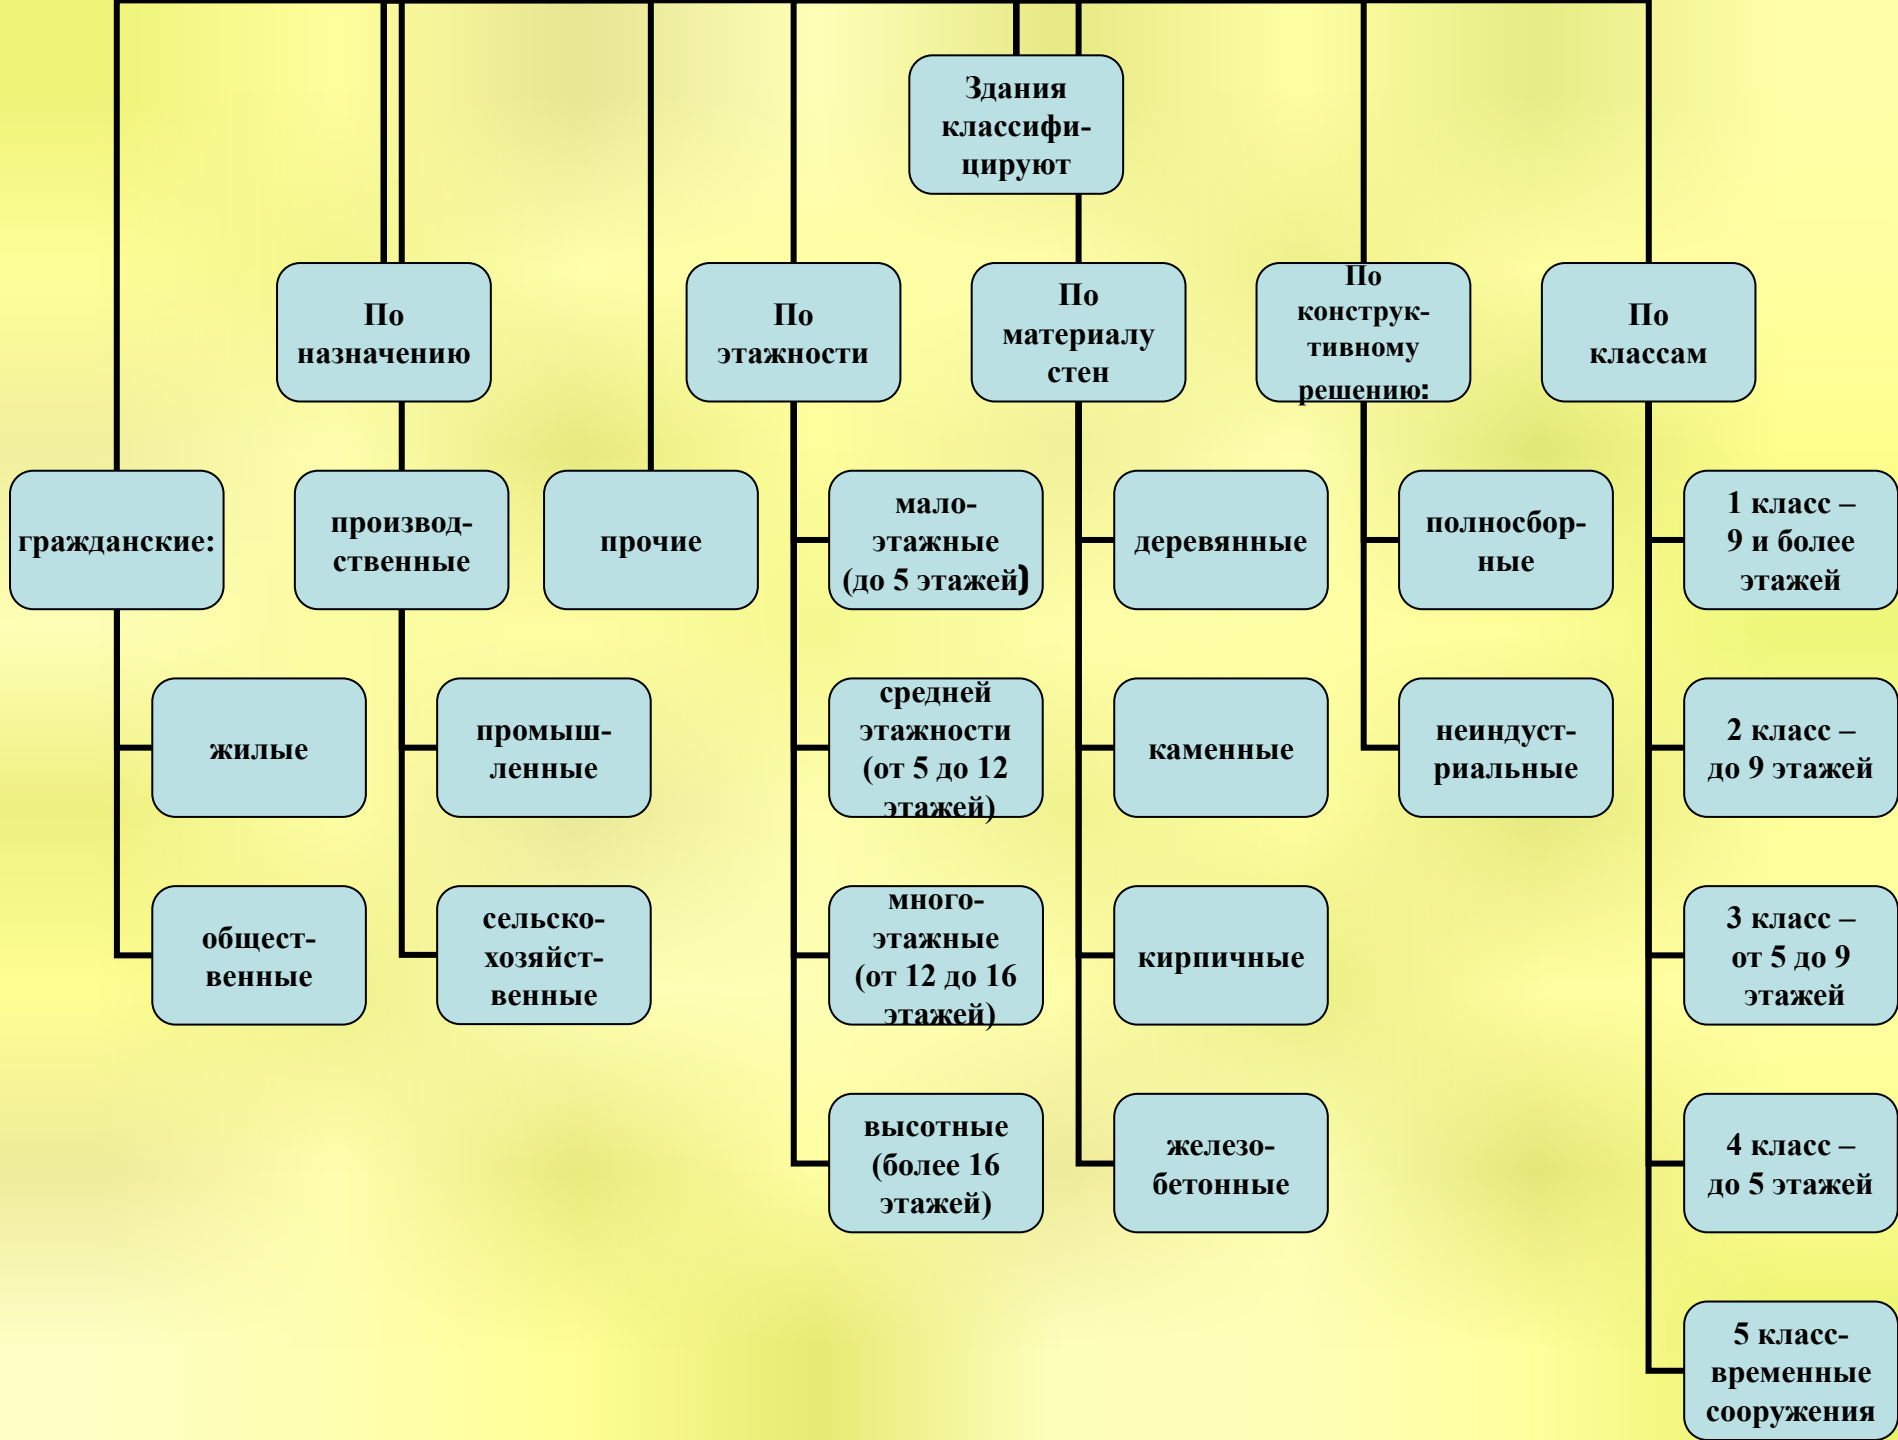 Здания
классифи-
цируют
По
назначению
По
этажности
По
материалу
стен
По
конструк-
тивному
решению:
По
классам
гражданские:
производ-
ственные
прочие
мало-
этажные
(до 5 этажей)
деревянные
полносбор-
ные
1 класс –
9 и более
этажей
жилые
промыш-
ленные
средней
этажности
(от 5 до 12
этажей)
каменные
неиндуст-
риальные
2 класс –
до 9 этажей
общест-
венные
сельско-
хозяйст-
венные
много-
этажные
(от 12 до 16
этажей)
кирпичные
3 класс –
от 5 до 9
этажей
высотные
(более 16
этажей)
железо-
бетонные
4 класс –
до 5 этажей
5 класс-
временные
сооружения